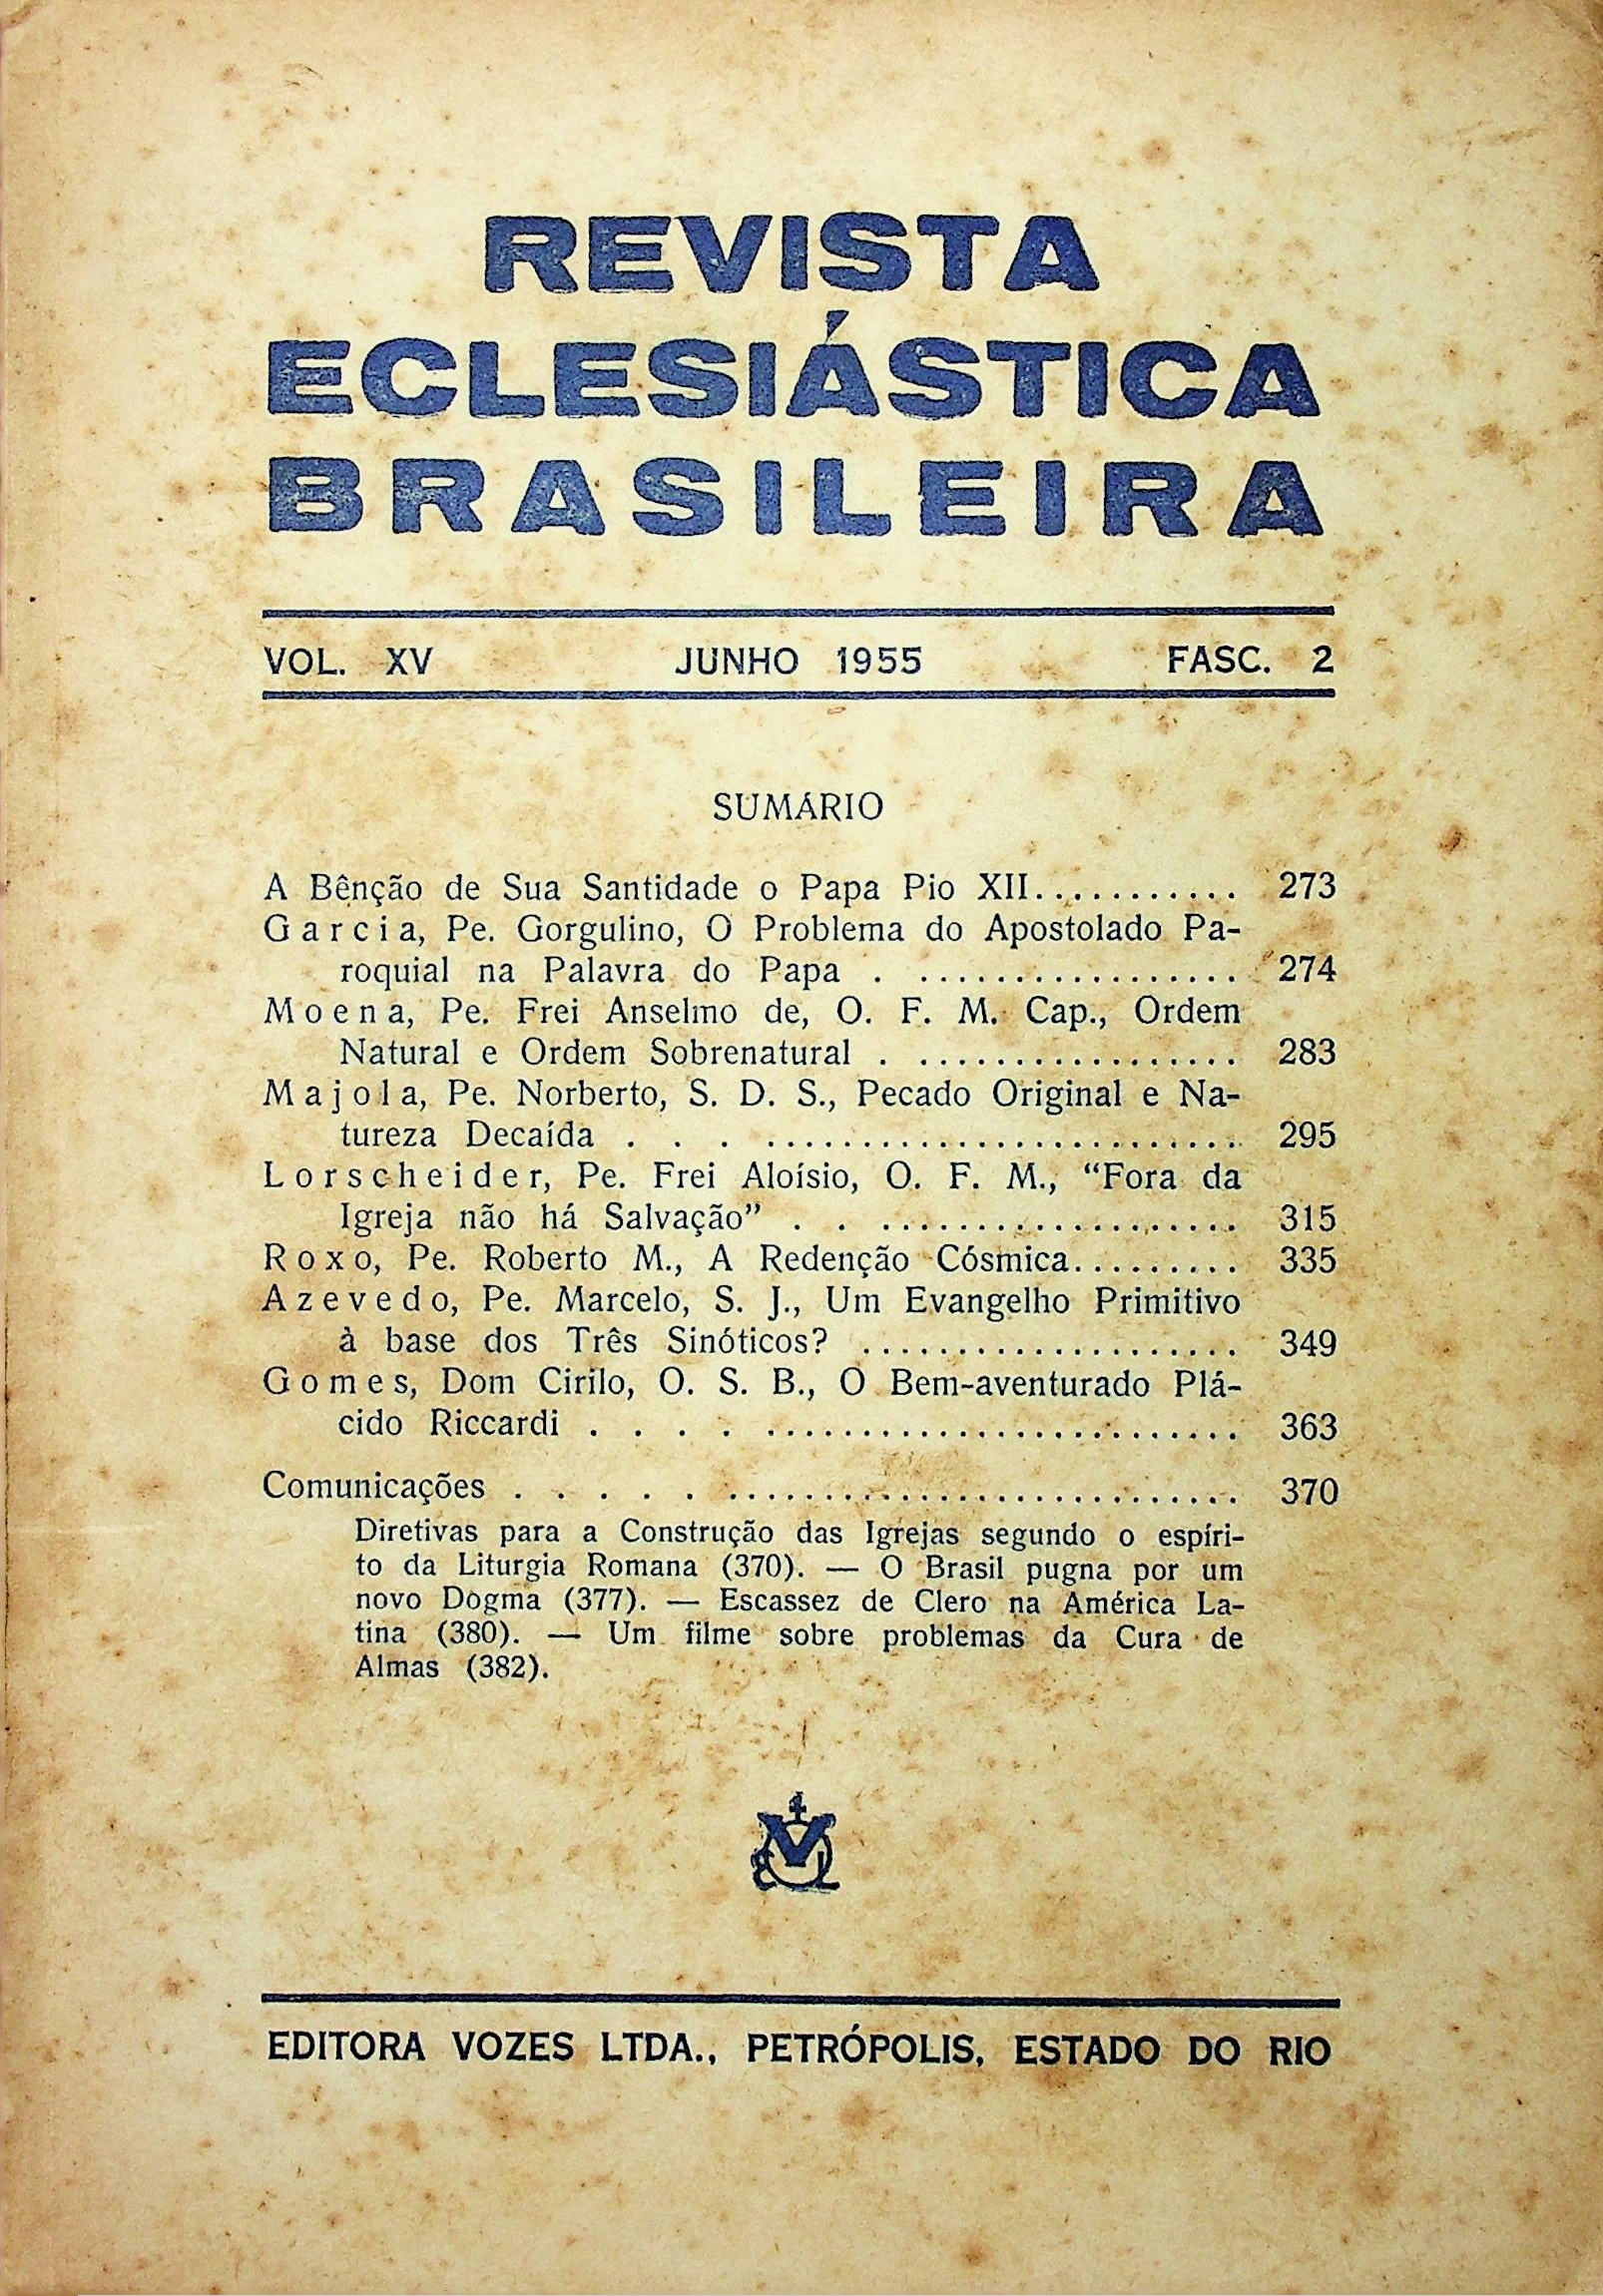 REVISTA
ECLESIÁSTICA
BRASILEIRA
VOL. XV JUNHO 1955 FASC. 2
SUMÁRIO
A Bênção de Sua Santidade o Papa Pio XII........... 273
Garcia, Pe. Gorgulino, O Problema do Apostolado Pa-
roquial na Palavra do Papa . ................. 274
Moena, Pe. Frei Anselmo de, O. F. M. Cap., Ordem
Natural e Ordem Sobrenatural . ................. 283
Majola, Pe. Norberto, S. D. S., Pecado Original e Na-
tureza Decaída . . . ......................... 295
Lorscheider, Pe. Frei Aloísio, O. F. M., “Fora da
Igreja não há Salvação” . . ................... 315
Roxo, Pe. Roberto M., A Redenção Cósmica......... 335
Azevedo, Pe. Marcelo, S. J., Um Evangelho Primitivo
à base dos Três Sinóticos? .................... 349
Gomes, Dom Cirilo, O. S. B., O Bem-aventurado Plá-
cido Riccardi . . . . ......................... 363
Comunicações . . . . . ........................... 370
Diretivas para a Construção das Igrejas segundo o espíri-
to da Liturgia Romana (370). — O Brasil pugna por um
novo Dogma (377). — Escassez de Clero na América La-
tina (380). — Um filme sobre problemas da Cura de
Almas (382).
EDITORA VOZES LTDA., PETRÓPOLIS, ESTADO DO RIO